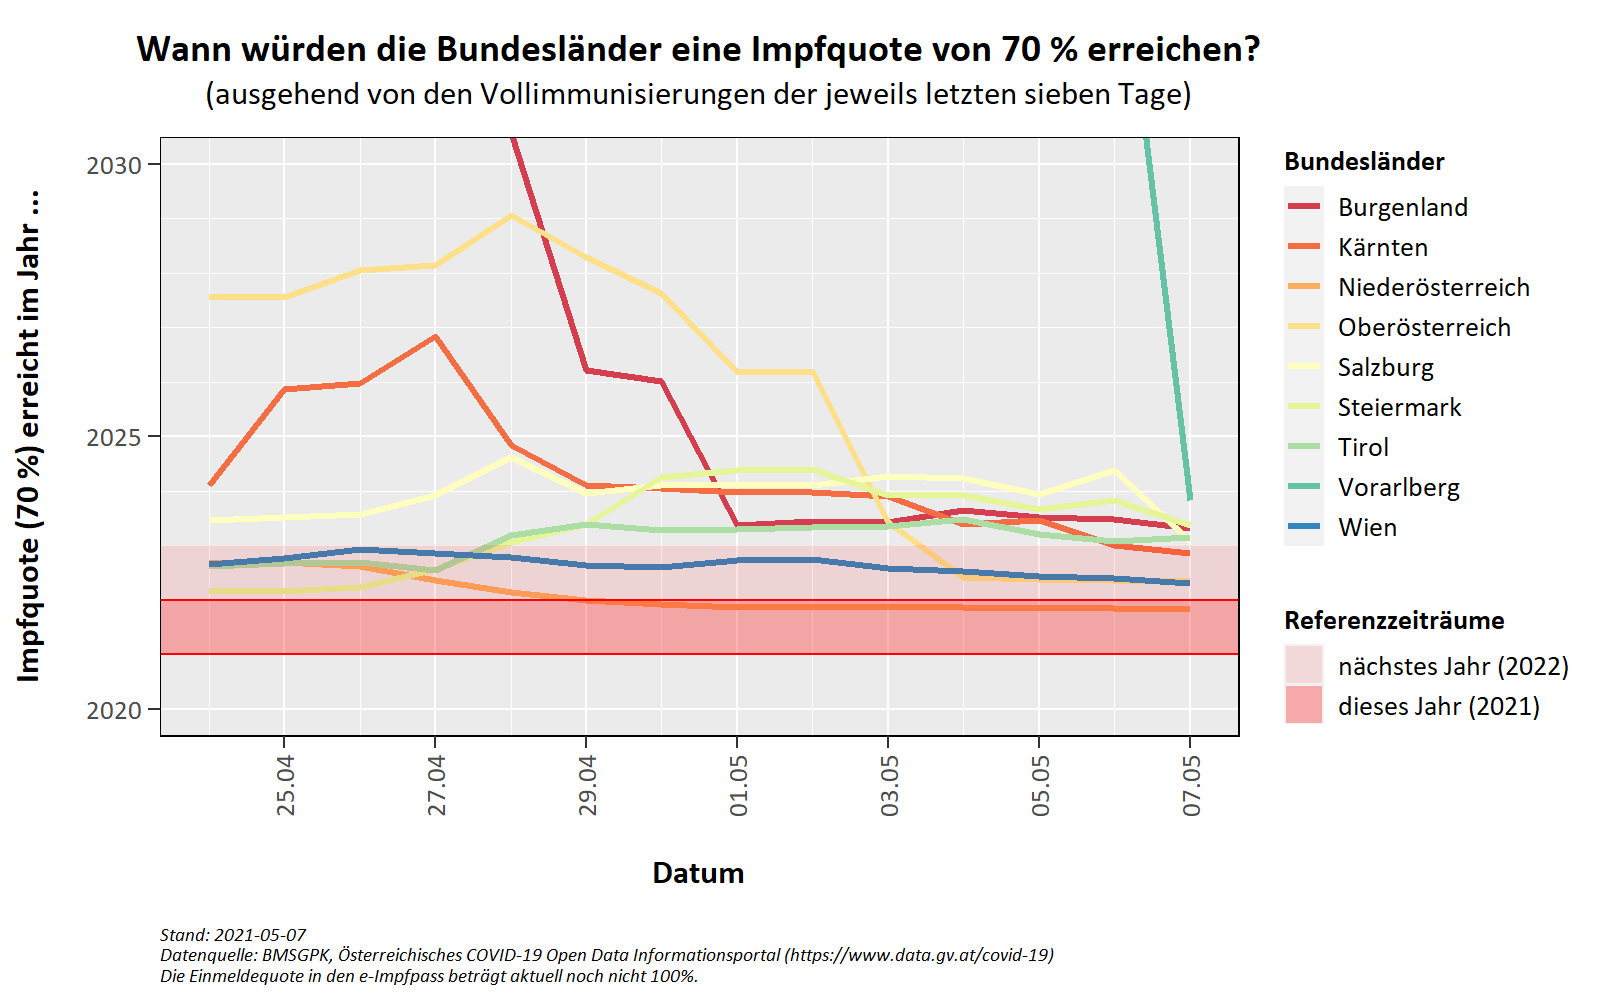 Wann würden die Bundesländer eine Impfquote von 70 % erreichen?
(ausgehend von den Vollimmunisierungen der jeweils letzten sieben Tage)
Impfquote (70 %) erreicht im Jahr ...
2030
2025
2020
25.04
27.04
29.04
01.05
03.05
05.05
07.05
Datum
Bundesländer
Burgenland
Kärnten
Niederösterreich
Oberösterreich
Salzburg
Steiermark
Tirol
Vorarlberg
Wien
Referenzzeiträume
nächstes Jahr (2022)
dieses Jahr (2021)
Stand: 2021-05-07
Datenquelle: BMSGPK, Österreichisches COVID-19 Open Data Informationsportal (https://www.data.gv.at/covid-19)
Die Einmeldequote in den e-Impfpass beträgt aktuell noch nicht 100%.